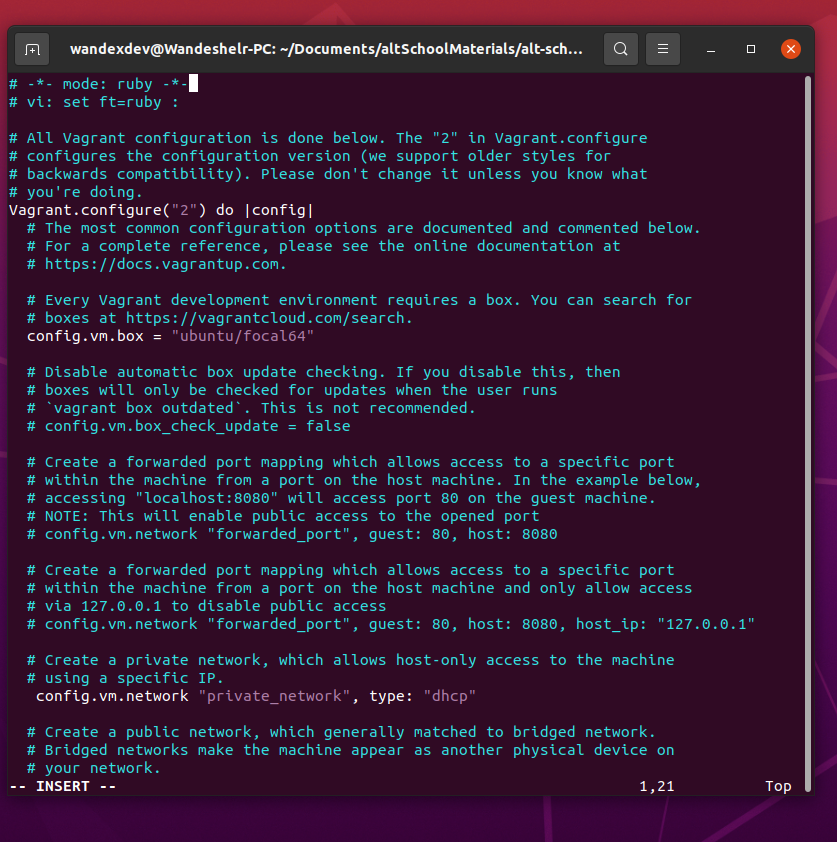 wandexdev@Wandeshelr-PC: ~/Documents/altSchoolMaterials/alt-sch...
# -*- mode: ruby -*-
# vi: set ft=ruby :
# All Vagrant configuration is done below. The "2" in Vagrant.configure
# configures the configuration version (we support older styles for
# backwards compatibility). Please don't change it unless you know what
# you're doing.
Vagrant.configure("2") do |config|
  # The most common configuration options are documented and commented below.
  # For a complete reference, please see the online documentation at
  # https://docs.vagrantup.com.
  # Every Vagrant development environment requires a box. You can search for
  # boxes at https://vagrantcloud.com/search.
  config.vm.box = "ubuntu/focal64"
  # Disable automatic box update checking. If you disable this, then
  # boxes will only be checked for updates when the user runs
  # `vagrant box outdated`. This is not recommended.
  # config.vm.box_check_update = false
  # Create a forwarded port mapping which allows access to a specific port
  # within the machine from a port on the host machine. In the example below,
  # accessing "localhost:8080" will access port 80 on the guest machine.
  # NOTE: This will enable public access to the opened port
  # config.vm.network "forwarded_port", guest: 80, host: 8080
  # Create a forwarded port mapping which allows access to a specific port
  # within the machine from a port on the host machine and only allow access
  # via 127.0.0.1 to disable public access
  # config.vm.network "forwarded_port", guest: 80, host: 8080, host_ip: "127.0.0.1"
  # Create a private network, which allows host-only access to the machine
  # using a specific IP.
   config.vm.network "private_network", type: "dhcp"
  # Create a public network, which generally matched to bridged network.
  # Bridged networks make the machine appear as another physical device on
  # your network.
-- INSERT -- 1,21 Top